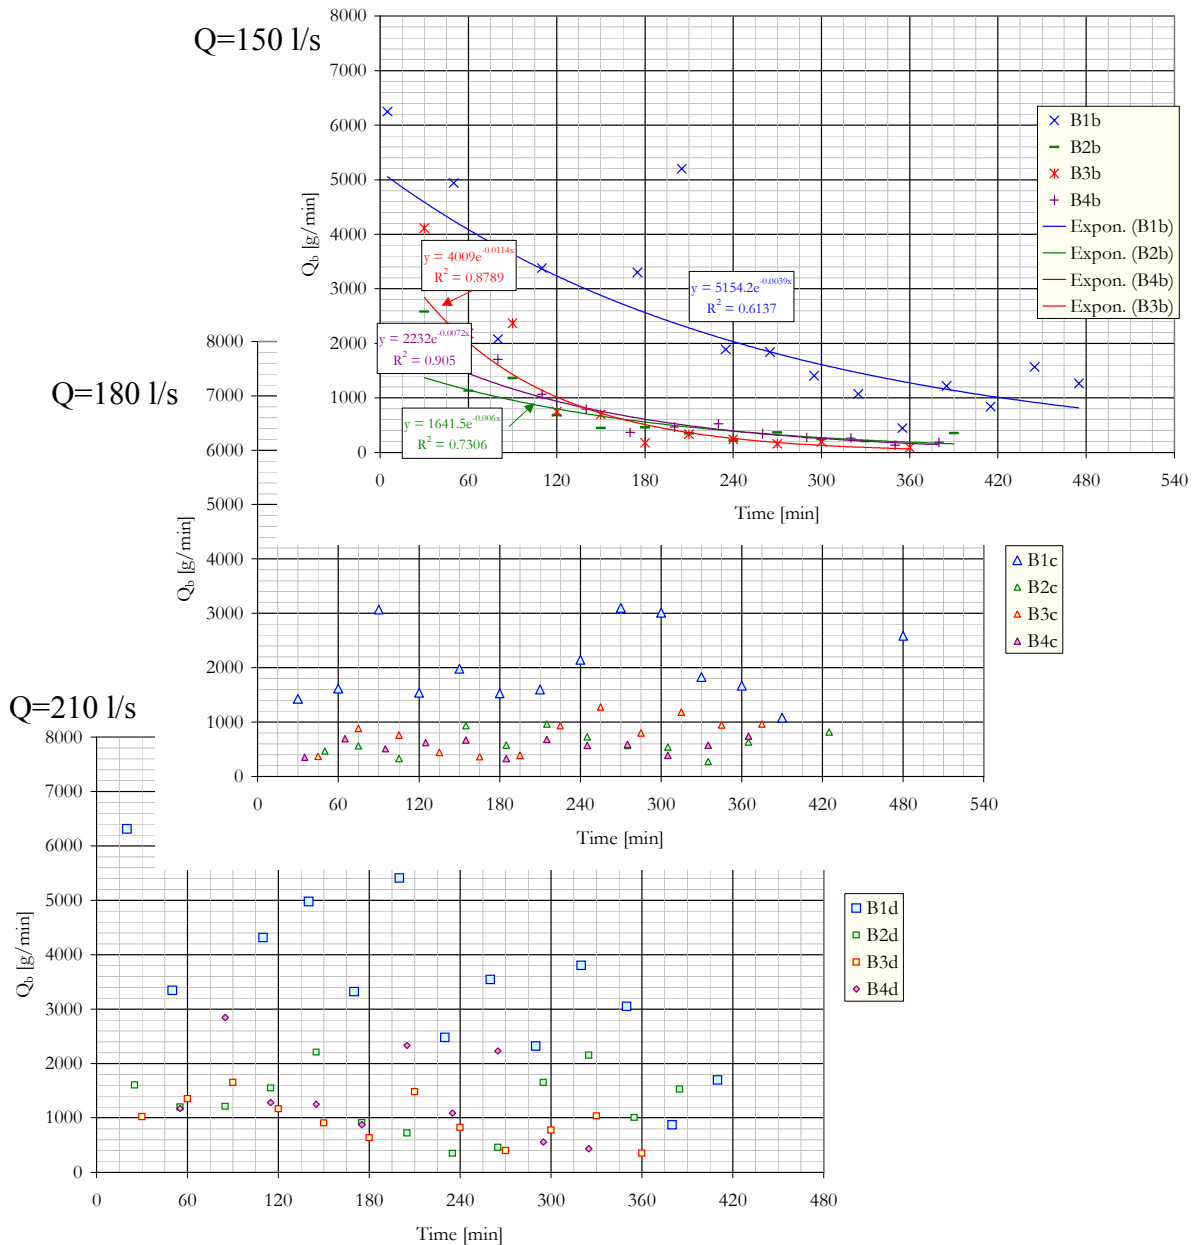 Q=150 l/s
8000
7000
6000
5000
4000
3000
2000
1000
0
Q_b [g/min]
0 60 120 180 240 300 360 420 480 540
Time [min]
y = 4009e^-0.0114x
R² = 0.8789
y = 5154.2e^-0.0039x
R² = 0.6137
y = 2232e^-0.0072x
R² = 0.905
y = 1641.5e^-0.006x
R² = 0.7306
B1b
B2b
B3b
B4b
Expon. (B1b)
Expon. (B2b)
Expon. (B4b)
Expon. (B3b)
Q=180 l/s
8000
7000
6000
5000
4000
3000
2000
1000
0
Q_b [g/min]
0 60 120 180 240 300 360 420 480 540
Time [min]
B1c
B2c
B3c
B4c
Q=210 l/s
8000
7000
6000
5000
4000
3000
2000
1000
0
Q_b [g/min]
0 60 120 180 240 300 360 420 480
Time [min]
B1d
B2d
B3d
B4d